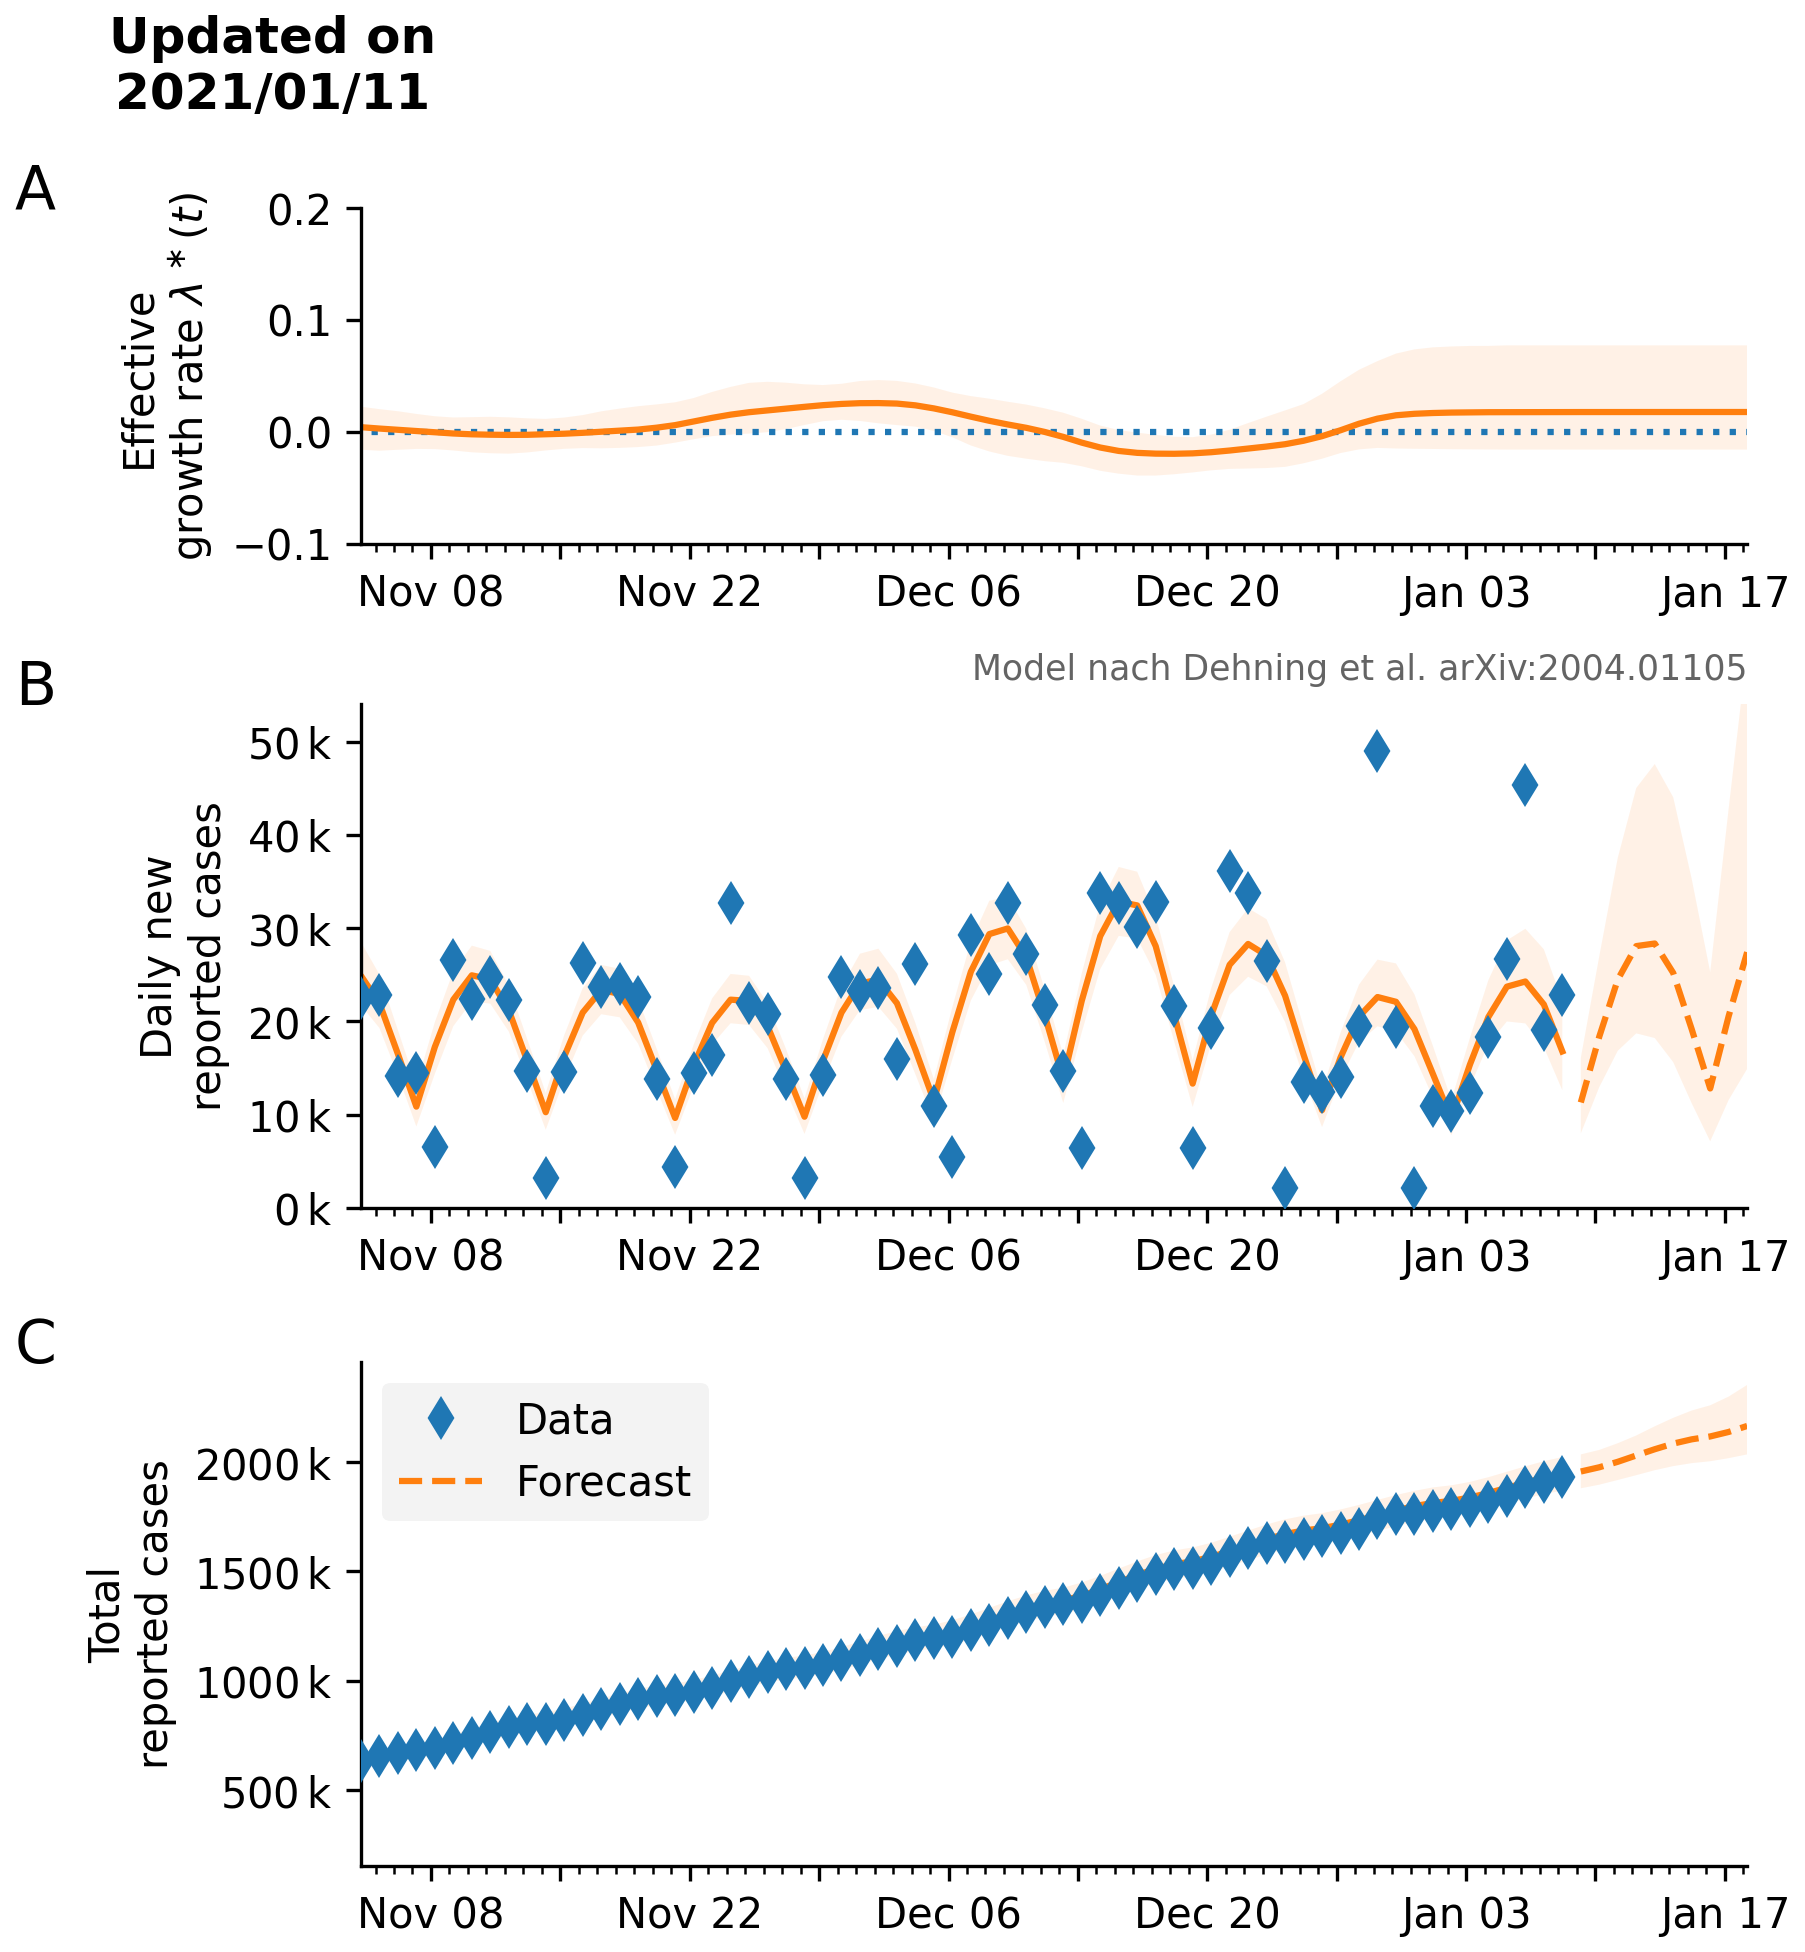 Updated on
2021/01/11
A
Effective
growth rate λ * (t)
0.2
0.1
0.0
−0.1
Nov 08 Nov 22 Dec 06 Dec 20 Jan 03 Jan 17
B
Model nach Dehning et al. arXiv:2004.01105
Daily new
reported cases
50 k
40 k
30 k
20 k
10 k
0 k
Nov 08 Nov 22 Dec 06 Dec 20 Jan 03 Jan 17
C
Data
Forecast
Total
reported cases
2000 k
1500 k
1000 k
500 k
Nov 08 Nov 22 Dec 06 Dec 20 Jan 03 Jan 17